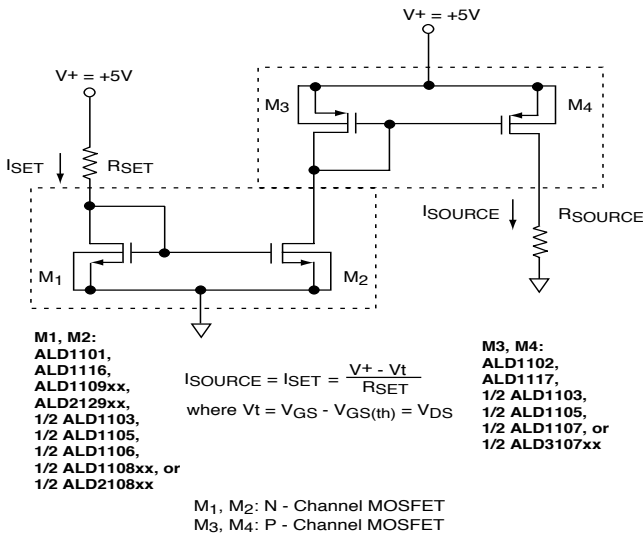 V+ = +5V
V+ = +5V
M3
M4
ISET
RSET
ISOURCE
RSOURCE
M1
M2
M1, M2:
ALD1101,
ALD1116,
ALD1109xx,
ALD2129xx,
1/2 ALD1103,
1/2 ALD1105,
1/2 ALD1106,
1/2 ALD1108xx, or
1/2 ALD2108xx
ISOURCE = ISET = V+ - Vt / RSET
where Vt = VGS - VGS(th) = VDS
M3, M4:
ALD1102,
ALD1117,
1/2 ALD1103,
1/2 ALD1105,
1/2 ALD1107, or
1/2 ALD3107xx
M1, M2: N - Channel MOSFET
M3, M4: P - Channel MOSFET